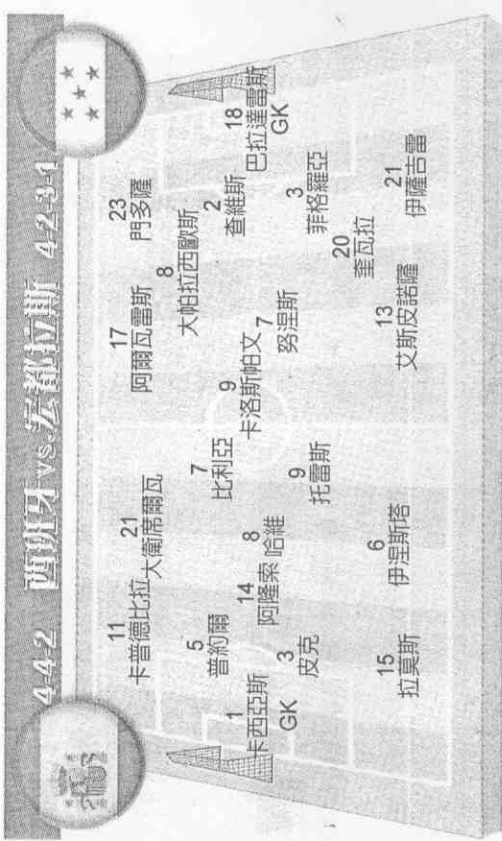 4-4-2 西班牙 vs.宏都拉斯 4-2-3-1
11
卡普德比拉
21
大衛席爾瓦
17
阿爾瓦雷斯
23
門多薩
8
大帕拉西歐斯
5
普約爾
7
比利亞
2
查維斯
14
阿隆索
8
哈維
9
卡洛斯帕文
18
巴拉達雷斯
GK
1
卡西亞斯
GK
3
皮克
9
托雷斯
7
努涅斯
3
菲格羅亞
20
奎瓦拉
15
拉莫斯
6
伊涅斯塔
13
艾斯皮諾薩
21
伊薩吉雷